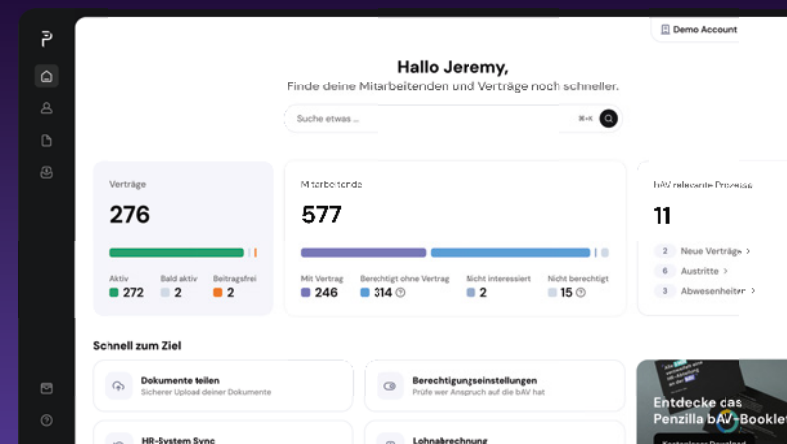 Demo Account
Hallo Jeremy,
Finde deine Mitarbeitenden und Verträge noch schneller.
Suche etwas ...
⌘+K
Verträge
276
Aktiv
272
Bald aktiv
2
Beitragsfrei
2
Mitarbeitende
577
Mit Vertrag
246
Berechtigt ohne Vertrag
314
Nicht interessiert
2
Nicht berechtigt
15
bAV relevante Prozesse
11
2 Neue Verträge >
6 Austritte >
3 Abwesenheiten >
Schnell zum Ziel
Dokumente teilen
Sicherer Upload deiner Dokumente
Berechtigungseinstellungen
Prüfe wer Anspruch auf die bAV hat
HR-System Sync
Lohnabrechnung
Entdecke das
Penzilla bAV-Booklet